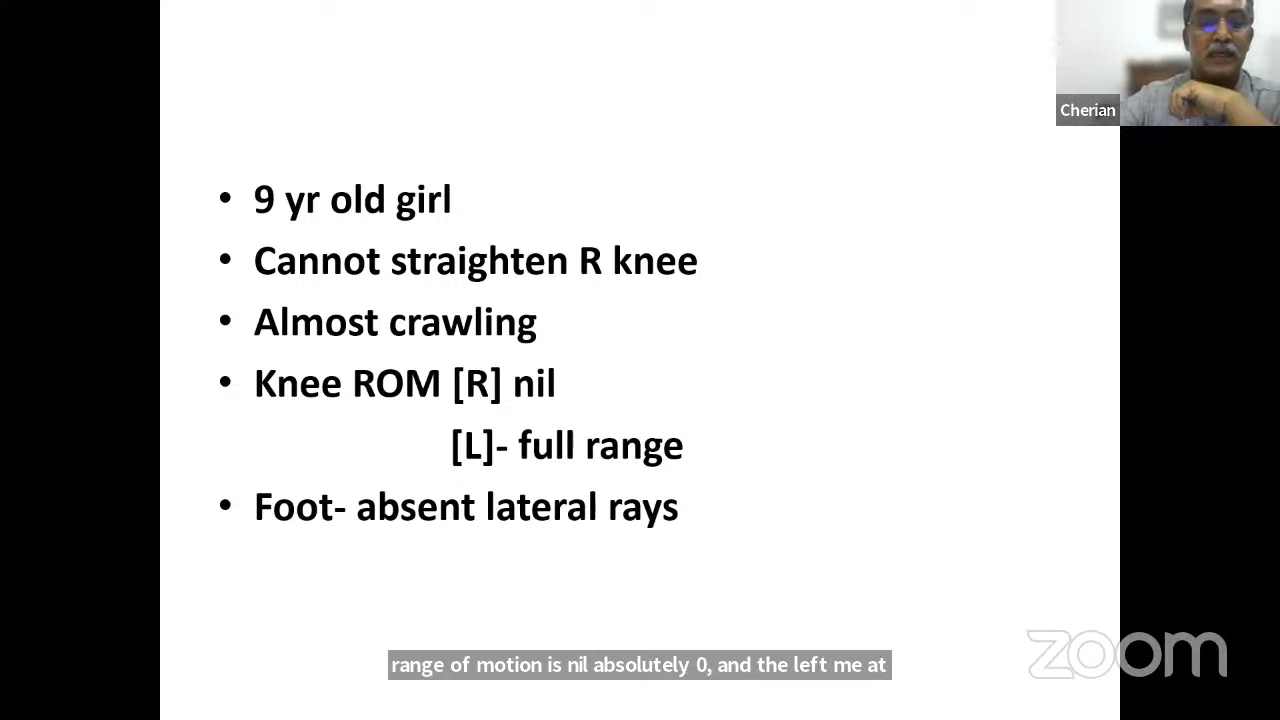 Cherian
• 9 yr old girl
• Cannot straighten R knee
• Almost crawling
• Knee ROM [R] nil
[L]- full range
• Foot- absent lateral rays
range of motion is nil absolutely 0, and the left me at
zoom